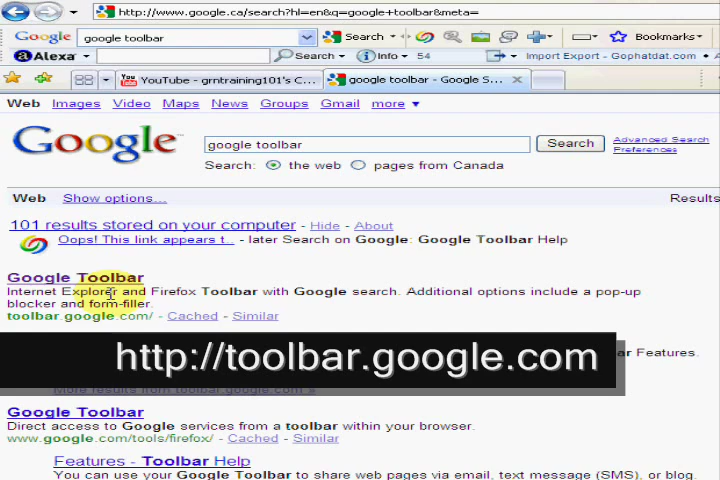 http://www.google.ca/search?hl=en&q=google+toolbar&meta=
Google google toolbar Search Bookmarks
Alexa Search Info 54 Import Export - Gophatdat.com
YouTube - grntraining101's C... google toolbar - Google S...
Web Images Video Maps News Groups Gmail more
Google google toolbar Search Advanced Search
Preferences
Search: the web pages from Canada
Web Show options... Results
101 results stored on your computer - Hide - About
Oops! This link appears t.. - later Search on Google: Google Toolbar Help
Google Toolbar
Internet Explorer and Firefox Toolbar with Google search. Additional options include a pop-up
blocker and form-filler.
toolbar.google.com/ - Cached - Similar
ar Features.
http://toolbar.google.com
More results from toolbar.google.com »
Google Toolbar
Direct access to Google services from a toolbar within your browser.
www.google.com/tools/firefox/ - Cached - Similar
Features - Toolbar Help
You can use your Google Toolbar to share web pages via email, text message (SMS), or blog.